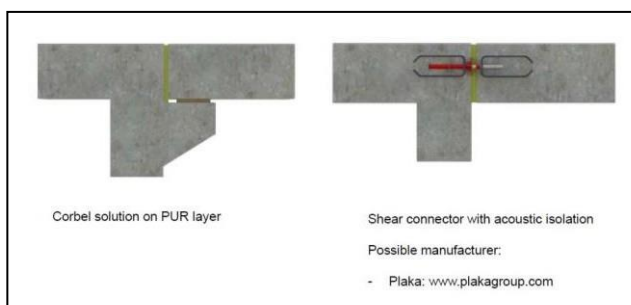 Corbel solution on PUR layer
Shear connector with acoustic isolation
Possible manufacturer:
- Plaka: www.plakagroup.com